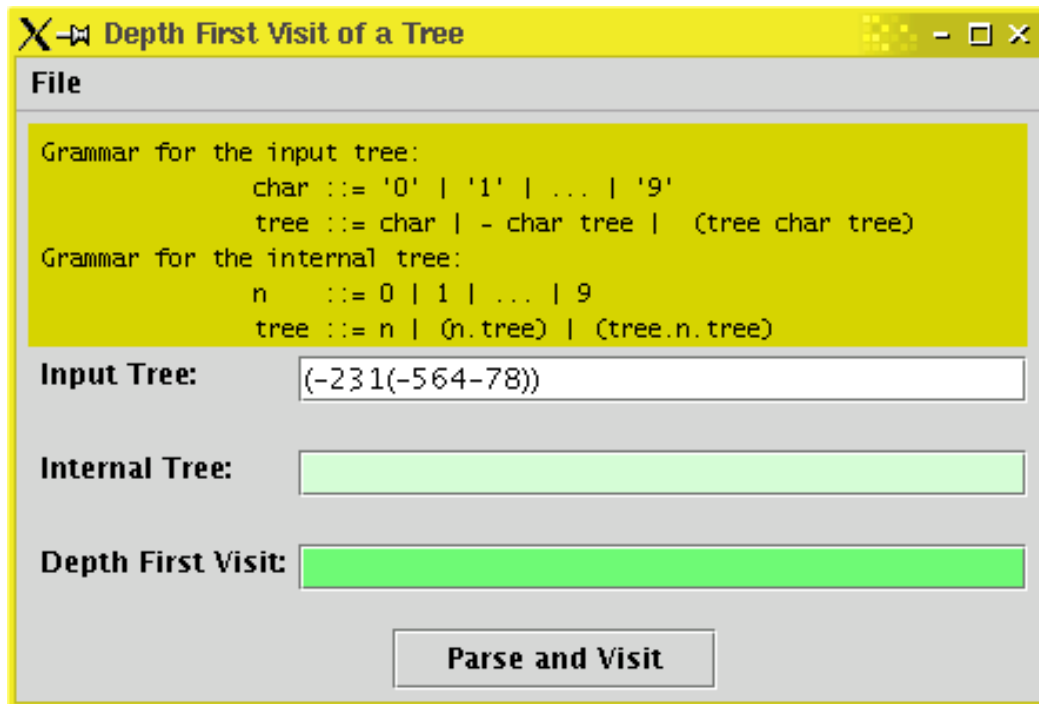 Depth First Visit of a Tree
File
Grammar for the input tree:
char ::= '0' | '1' | ... | '9'
tree ::= char | - char tree | (tree char tree)
Grammar for the internal tree:
n ::= 0 | 1 | ... | 9
tree ::= n | (n.tree) | (tree.n.tree)
Input Tree: (-231(-564-78))
Internal Tree:
Depth First Visit:
Parse and Visit